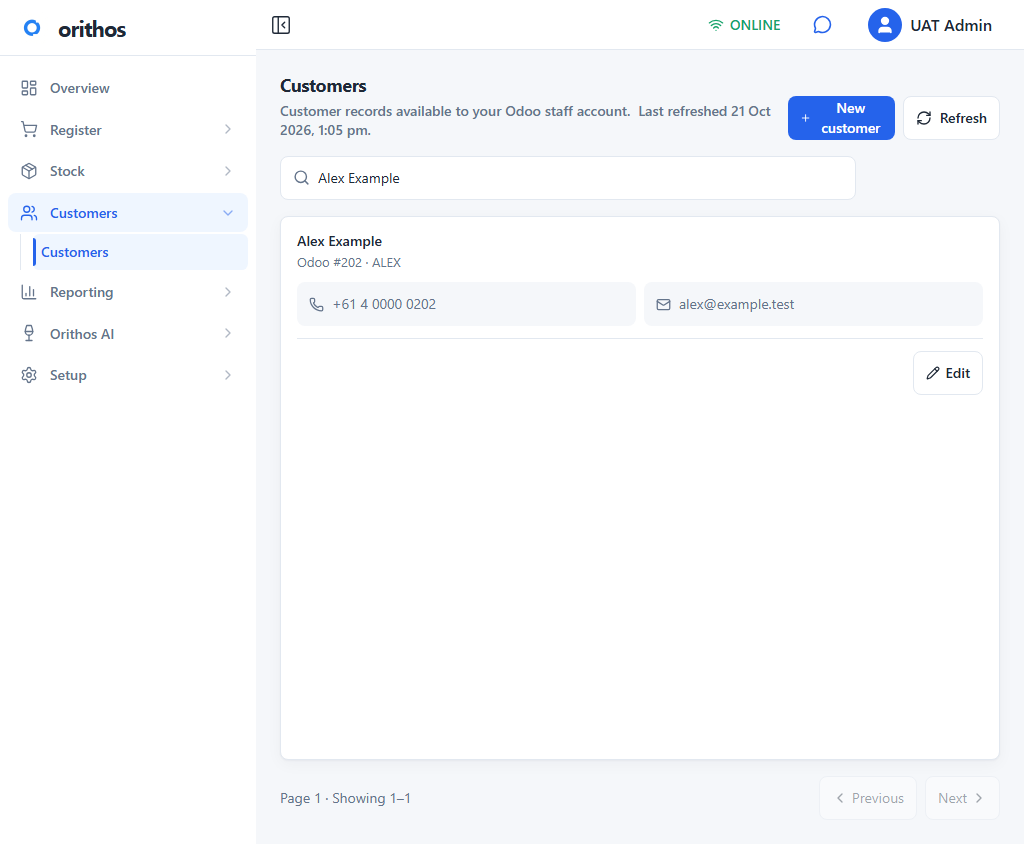 orithos
ONLINE
UAT Admin
Overview
Register
Stock
Customers
Customers
Reporting
Orithos AI
Setup
Customers
Customer records available to your Odoo staff account. Last refreshed 21 Oct
2026, 1:05 pm.
New
customer
Refresh
Alex Example
Alex Example
Odoo #202 · ALEX
+61 4 0000 0202
alex@example.test
Edit
Page 1 · Showing 1–1
Previous
Next